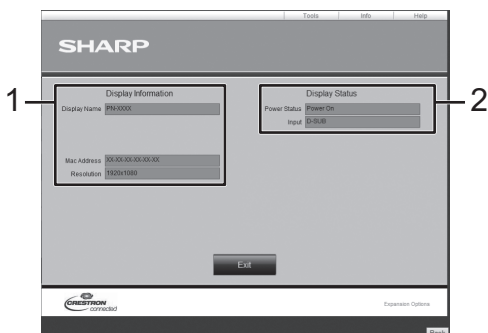 Tools Info Help
SHARP
1
Display Information
Display Name PN-XXXX
Mac Address XX-XX-XX-XX-XX-XX
Resolution 1920x1080
Display Status
Power Status Power On
Input D-SUB
2
Exit
CRESTRON
connected
Expansion Options
Back